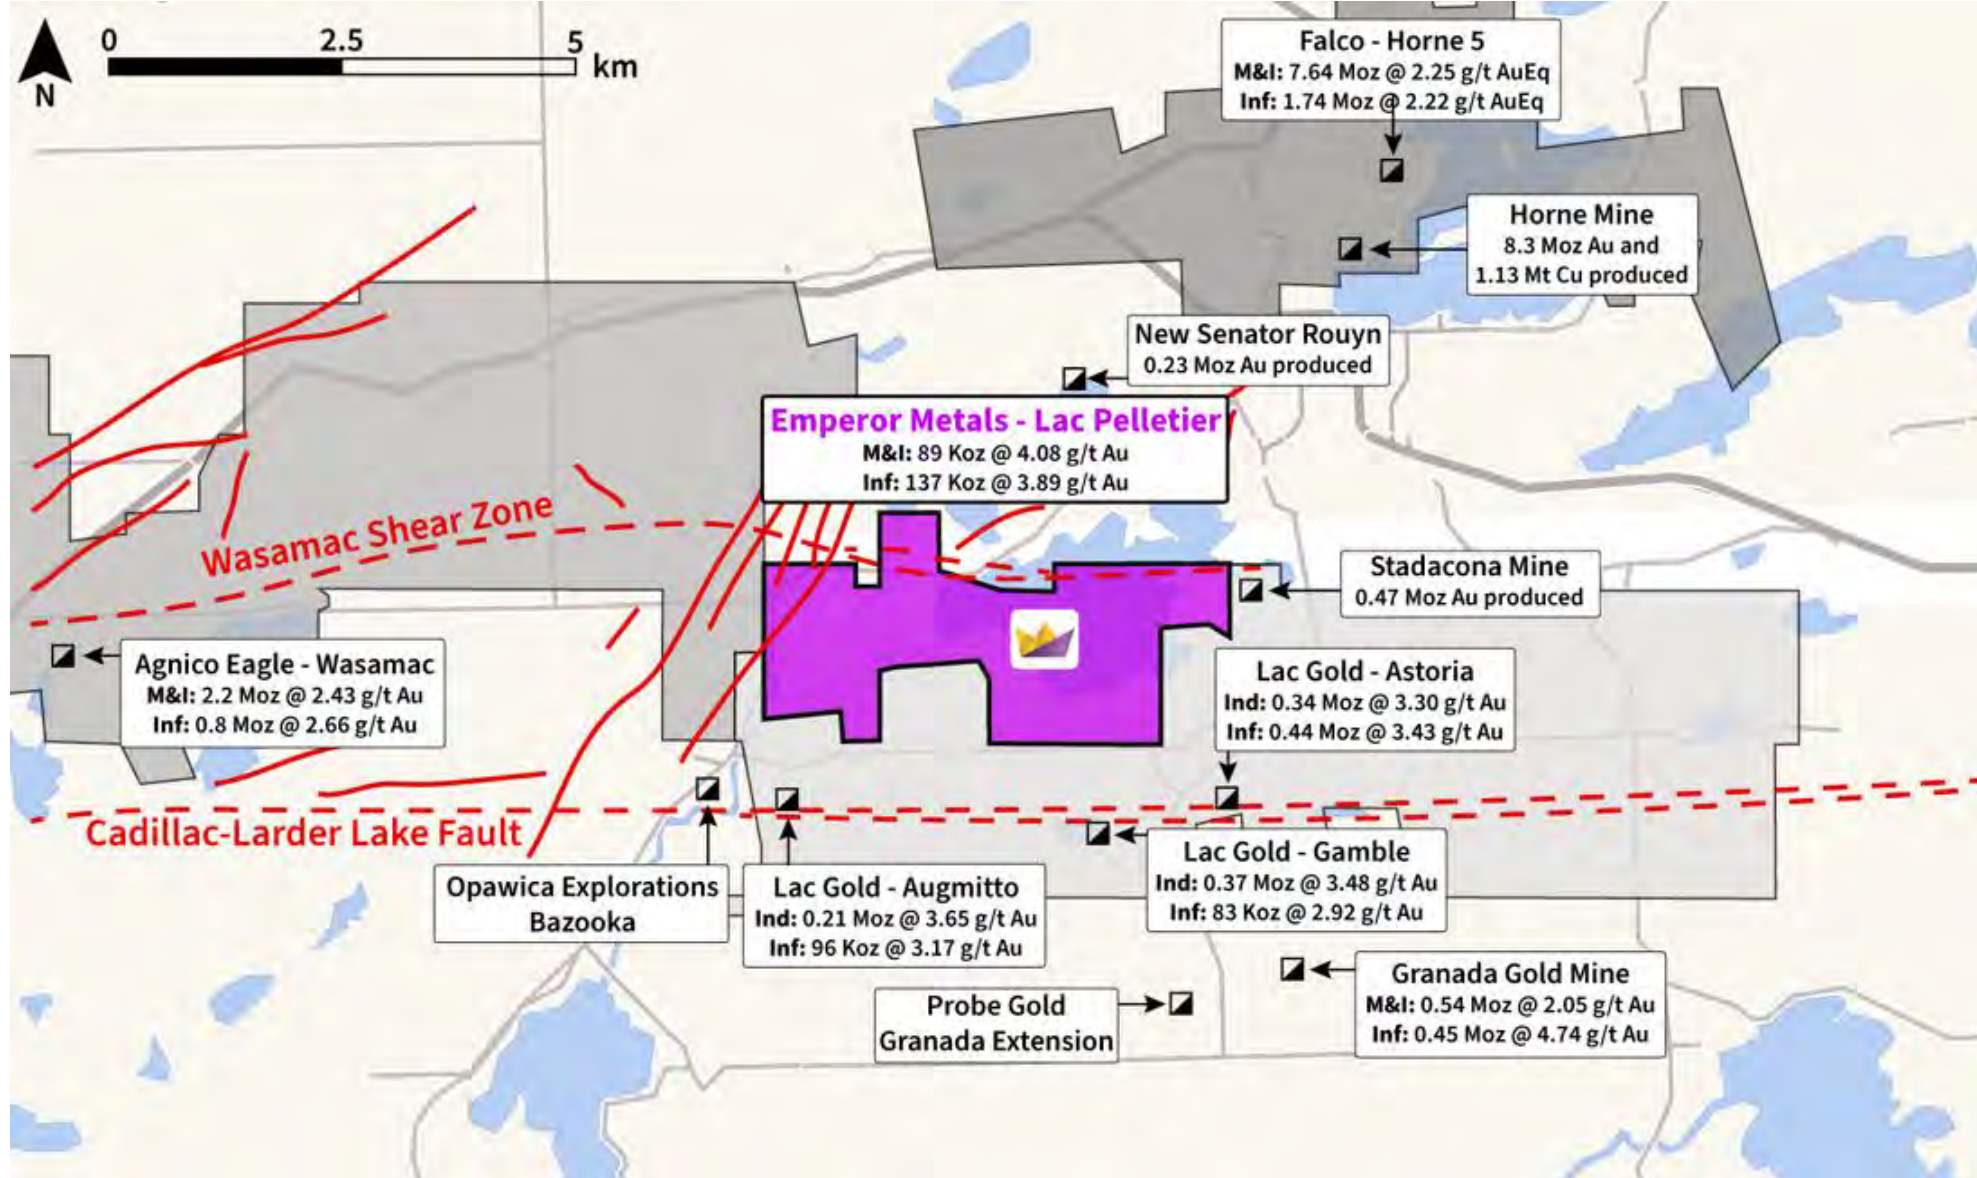 0 2.5 5 km
N
Falco - Horne 5
M&I: 7.64 Moz @ 2.25 g/t AuEq
Inf: 1.74 Moz @ 2.22 g/t AuEq
Horne Mine
8.3 Moz Au and
1.13 Mt Cu produced
New Senator Rouyn
0.23 Moz Au produced
Emperor Metals - Lac Pelletier
M&I: 89 Koz @ 4.08 g/t Au
Inf: 137 Koz @ 3.89 g/t Au
Wasamac Shear Zone
Stadacona Mine
0.47 Moz Au produced
Agnico Eagle - Wasamac
M&I: 2.2 Moz @ 2.43 g/t Au
Inf: 0.8 Moz @ 2.66 g/t Au
Lac Gold - Astoria
Ind: 0.34 Moz @ 3.30 g/t Au
Inf: 0.44 Moz @ 3.43 g/t Au
Cadillac-Larder Lake Fault
Opawica Explorations
Bazooka
Lac Gold - Augmitto
Ind: 0.21 Moz @ 3.65 g/t Au
Inf: 96 Koz @ 3.17 g/t Au
Lac Gold - Gamble
Ind: 0.37 Moz @ 3.48 g/t Au
Inf: 83 Koz @ 2.92 g/t Au
Probe Gold
Granada Extension
Granada Gold Mine
M&I: 0.54 Moz @ 2.05 g/t Au
Inf: 0.45 Moz @ 4.74 g/t Au